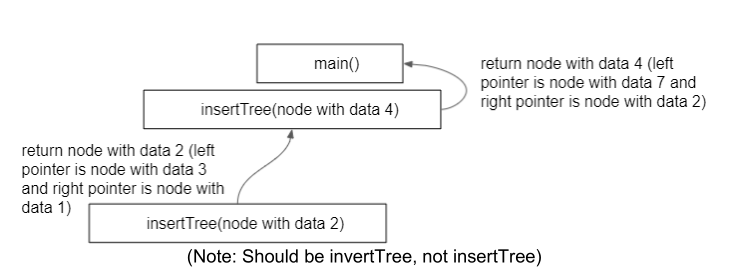 main()
return node with data 4 (left
pointer is node with data 7 and
right pointer is node with data 2)
insertTree(node with data 4)
return node with data 2 (left
pointer is node with data 3
and right pointer is node with
data 1)
insertTree(node with data 2)
(Note: Should be invertTree, not insertTree)